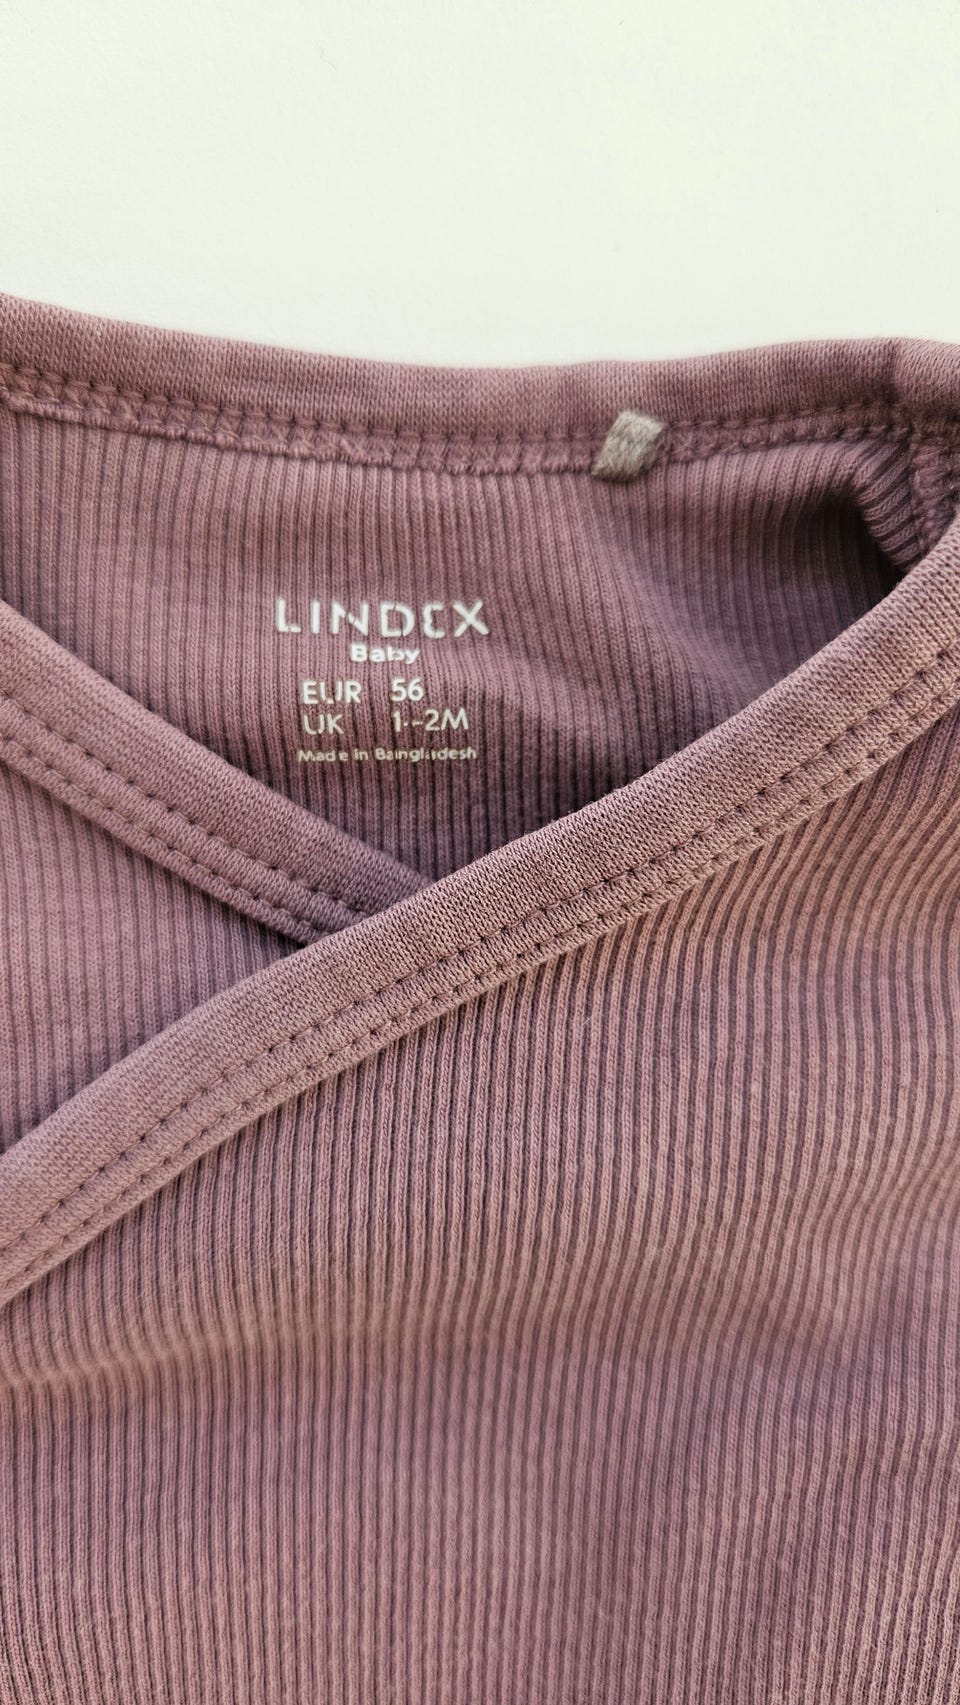 LINDEX
Baby
EUR 56
UK 1-2M
Made in Bangladesh